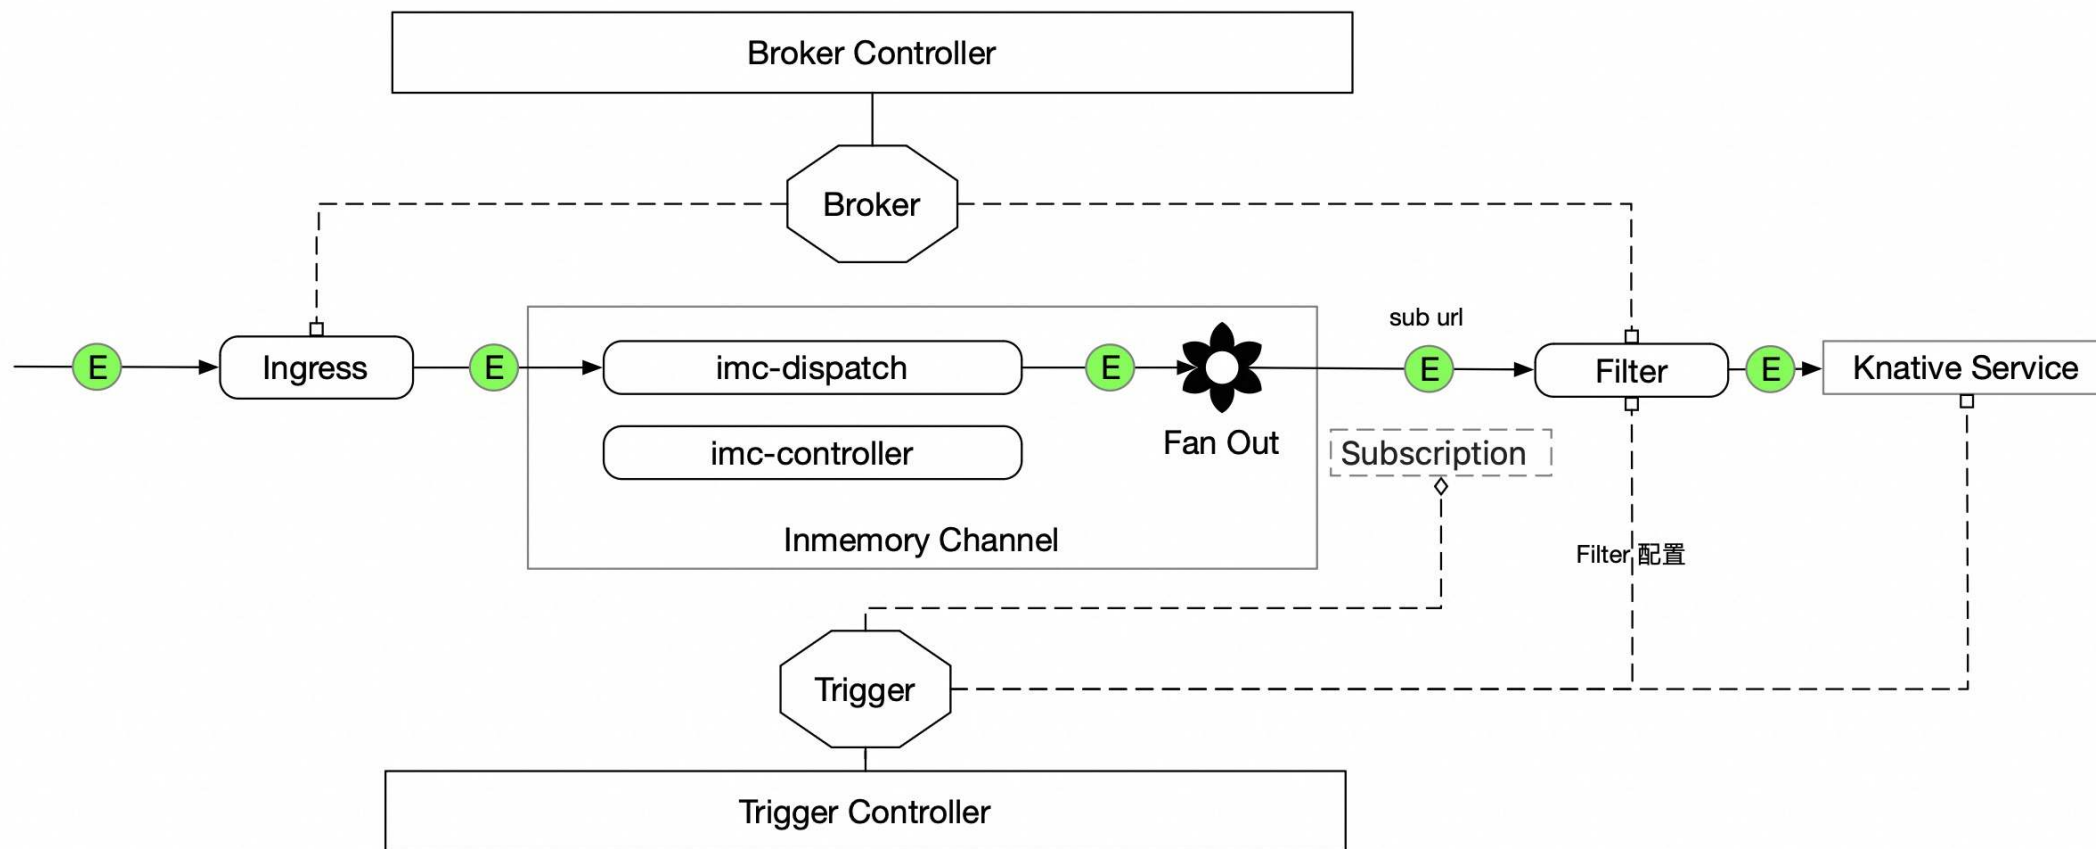 Broker Controller
Broker
sub url
E
Ingress
E
imc-dispatch
E
E
Filter
E
Knative Service
Fan Out
imc-controller
Subscription
Inmemory Channel
Filter 配置
Trigger
Trigger Controller